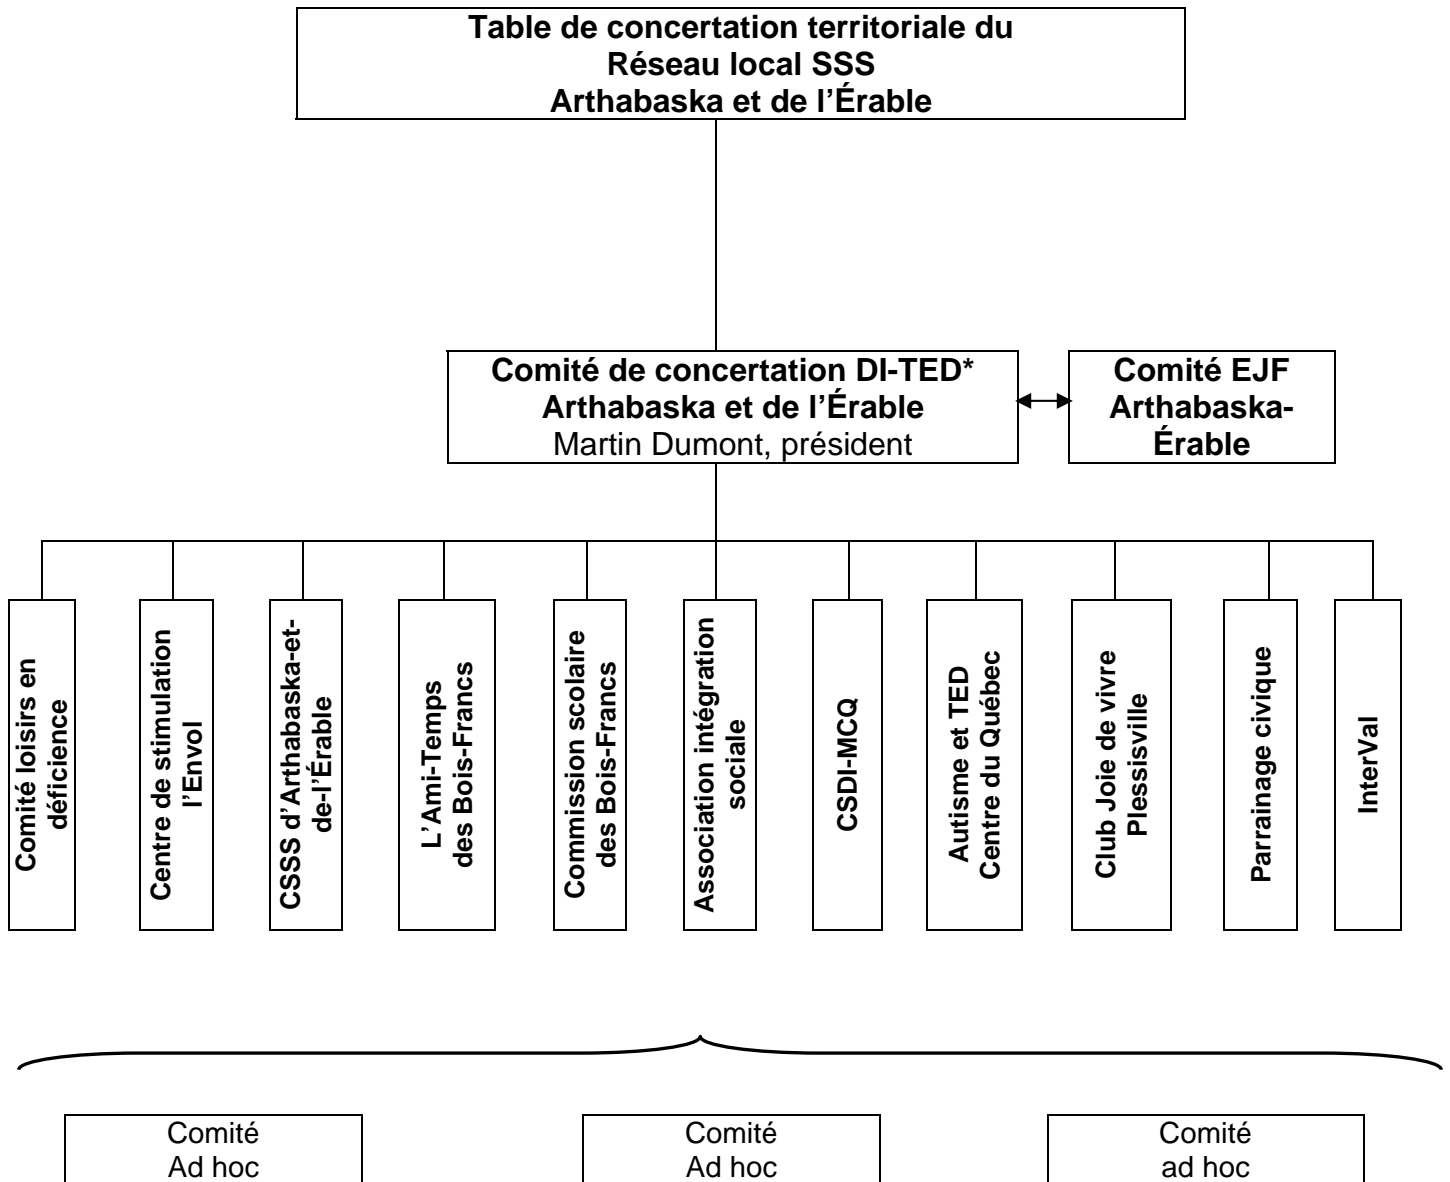 Table de concertation territoriale du
Réseau local SSS
Arthabaska et de l’Érable
Comité de concertation DI-TED*
Arthabaska et de l’Érable
Martin Dumont, président
Comité EJF
Arthabaska-
Érable
Comité loisirs en
déficience
Centre de stimulation
l’Envol
CSSS d’Arthabaska-et-
de-l’Érable
L’Ami-Temps
des Bois-Francs
Commission scolaire
des Bois-Francs
Association intégration
sociale
CSDI-MCQ
Autisme et TED
Centre du Québec
Club Joie de vivre
Plessisville
Parrainage civique
InterVal
Comité
Ad hoc
Comité
Ad hoc
Comité
ad hoc